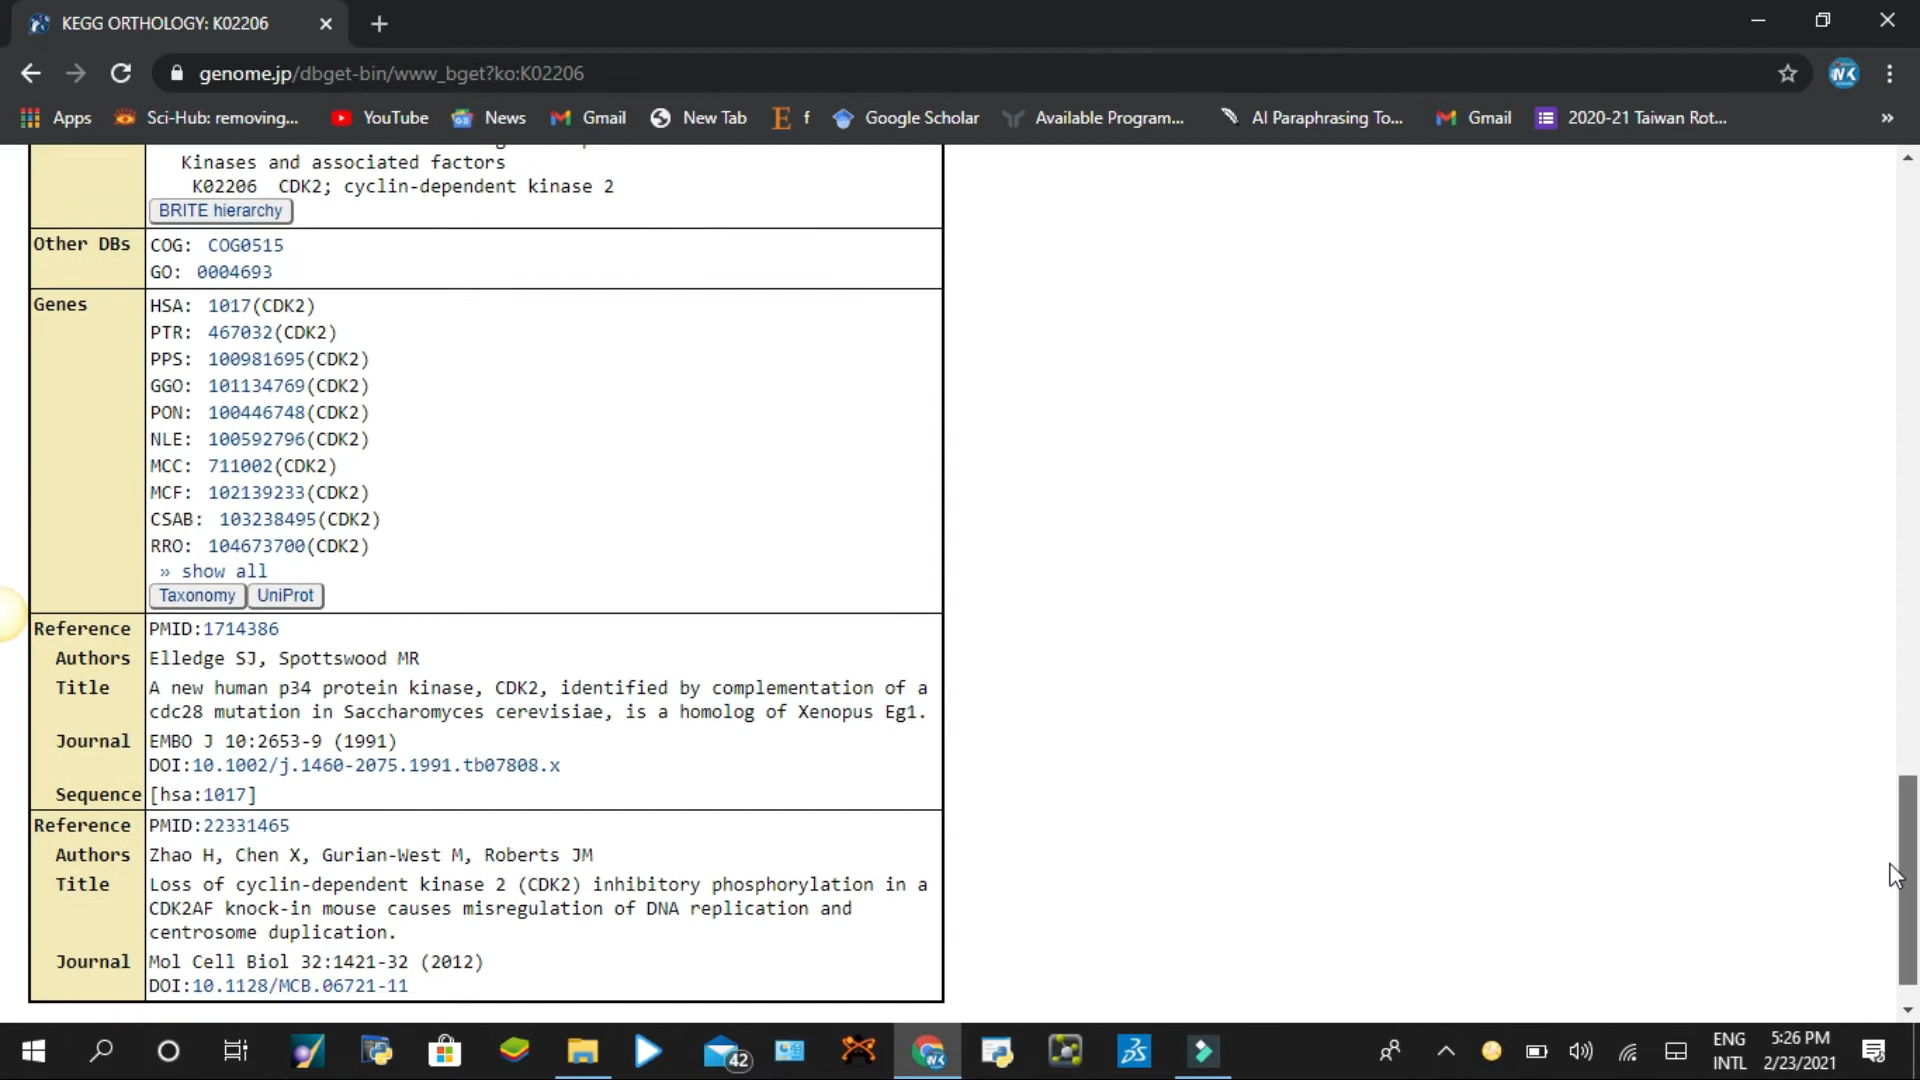 KEGG ORTHOLOGY: K02206
genome.jp/dbget-bin/www_bget?ko:K02206
Apps Sci-Hub: removing... YouTube News Gmail New Tab f Google Scholar Available Program... AI Paraphrasing To... Gmail 2020-21 Taiwan Rot... »
Kinases and associated factors
K02206 CDK2; cyclin-dependent kinase 2
BRITE hierarchy
Other DBs COG: COG0515
GO: 0004693
Genes HSA: 1017(CDK2)
PTR: 467032(CDK2)
PPS: 100981695(CDK2)
GGO: 101134769(CDK2)
PON: 100446748(CDK2)
NLE: 100592796(CDK2)
MCC: 711002(CDK2)
MCF: 102139233(CDK2)
CSAB: 103238495(CDK2)
RRO: 104673700(CDK2)
» show all
Taxonomy UniProt
Reference PMID:1714386
Authors Elledge SJ, Spottswood MR
Title A new human p34 protein kinase, CDK2, identified by complementation of a
cdc28 mutation in Saccharomyces cerevisiae, is a homolog of Xenopus Eg1.
Journal EMBO J 10:2653-9 (1991)
DOI:10.1002/j.1460-2075.1991.tb07808.x
Sequence [hsa:1017]
Reference PMID:22331465
Authors Zhao H, Chen X, Gurian-West M, Roberts JM
Title Loss of cyclin-dependent kinase 2 (CDK2) inhibitory phosphorylation in a
CDK2AF knock-in mouse causes misregulation of DNA replication and
centrosome duplication.
Journal Mol Cell Biol 32:1421-32 (2012)
DOI:10.1128/MCB.06721-11
42
ENG 5:26 PM
INTL 2/23/2021